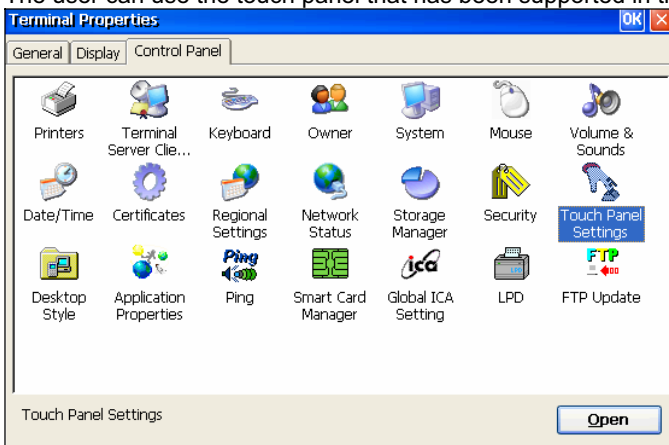 The user can use the touch panel that has been supported in th
Terminal Properties OK
General Display Control Panel
Printers Terminal Keyboard Owner System Mouse Volume &
Server Clie... Sounds
Date/Time Certificates Regional Network Storage Security Touch Panel
Settings Status Manager Settings
Ping ica LPD FTP
Desktop Application Ping Smart Card Global ICA LPD FTP Update
Style Properties Manager Setting
Touch Panel Settings Open